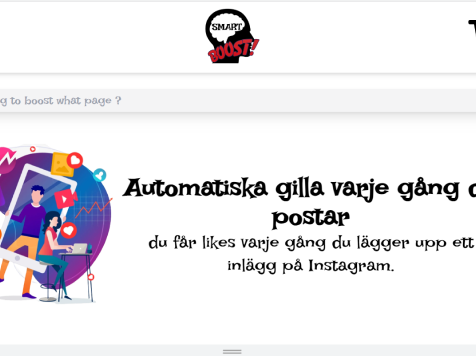 SMART
BOOST!
g to boost what page ?
Automatiska gilla varje gång
postar
du får likes varje gång du lägger upp ett
inlägg på Instagram.